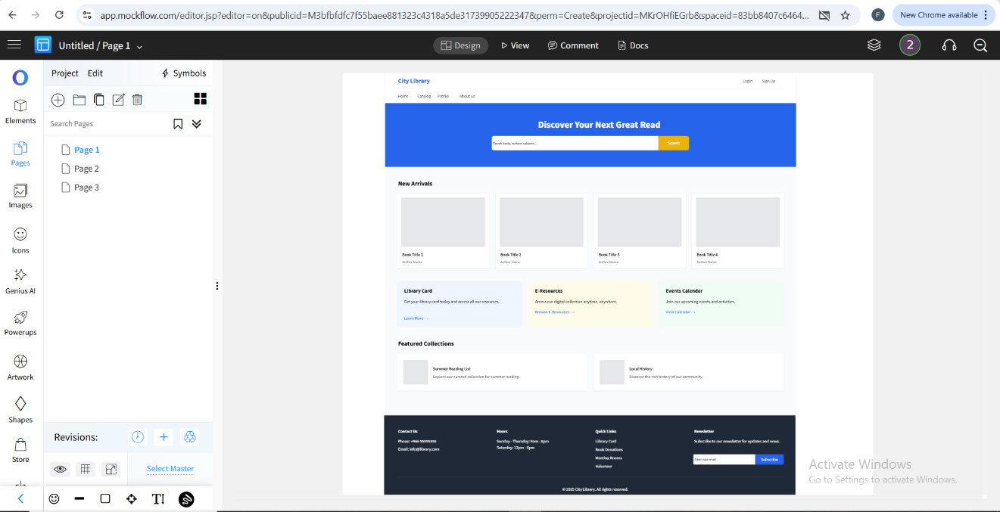 app.mockflow.com/editor.jsp?editor=on&publicid=M3bfbfdfc7f55baee881323c4318a5de31739905222347&perm=Create&projectid=MKrOHfiEGrb&spaceid=83bb8407c6464...
F
New Chrome available
Untitled / Page 1
Design
View
Comment
Docs
2
Project Edit Symbols
Elements
Search Pages
Pages
Page 1
Page 2
Page 3
Images
Icons
Genius AI
Powerups
Artwork
Shapes
Store
Revisions:
Select Master
City Library
Login Sign Up
Home Catalog Profile About Us
Discover Your Next Great Read
Search books, authors, subjects... Search
New Arrivals
Book Title 1 Book Title 2 Book Title 3 Book Title 4
Author Name Author Name Author Name Author Name
Library Card E-Resources Events Calendar
Get your library card today and access all our resources. Access our digital collection anytime, anywhere. Join our upcoming events and activities.
Learn More → Browse E-Resources → View Calendar →
Featured Collections
Summer Reading List Local History
Explore our curated collection for summer reading. Discover the rich history of our community.
Contact Us Hours Quick Links Newsletter
Phone: +966 55555555 Sunday - Thursday: 9am - 8pm Library Card Subscribe to our newsletter for updates and news.
Email: info@library.com Saturday: 12pm - 6pm Book Donations
Meeting Rooms Enter your email Subscribe
Volunteer
© 2025 City Library. All rights reserved.
Activate Windows
Go to Settings to activate Windows.
TI